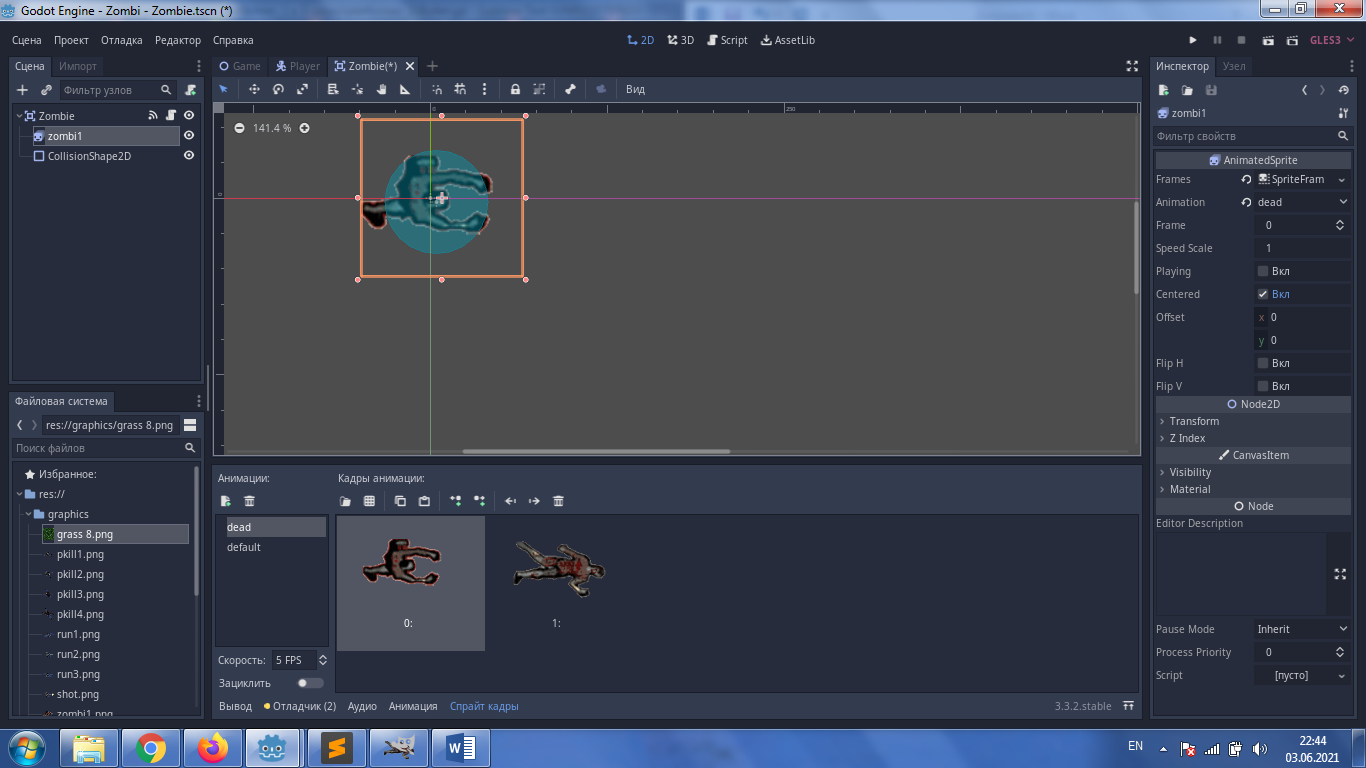 Godot Engine - Zombi - Zombie.tscn (*)
Сцена Проект Отладка Редактор Справка
2D 3D Script AssetLib
GLES3
Сцена Импорт
Фильтр узлов
Zombie
zombi1
CollisionShape2D
Game Player Zombie(*)
Вид
0 250
141.4 %
0
Файловая система
res://graphics/grass 8.png
Поиск файлов
Избранное:
res://
graphics
grass 8.png
pkill1.png
pkill2.png
pkill3.png
pkill4.png
run1.png
run2.png
run3.png
shot.png
zombi1.png
Анимации: Кадры анимации:
dead
default
0: 1:
Скорость: 5 FPS
Зациклить
Вывод Отладчик (2) Аудио Анимация Спрайт кадры
3.3.2.stable
Инспектор Узел
zombi1
Фильтр свойств
AnimatedSprite
Frames SpriteFram
Animation dead
Frame 0
Speed Scale 1
Playing Вкл
Centered Вкл
Offset x 0
y 0
Flip H Вкл
Flip V Вкл
Node2D
Transform
Z Index
CanvasItem
Visibility
Material
Node
Editor Description
Pause Mode Inherit
Process Priority 0
Script [пусто]
EN
22:44
03.06.2021